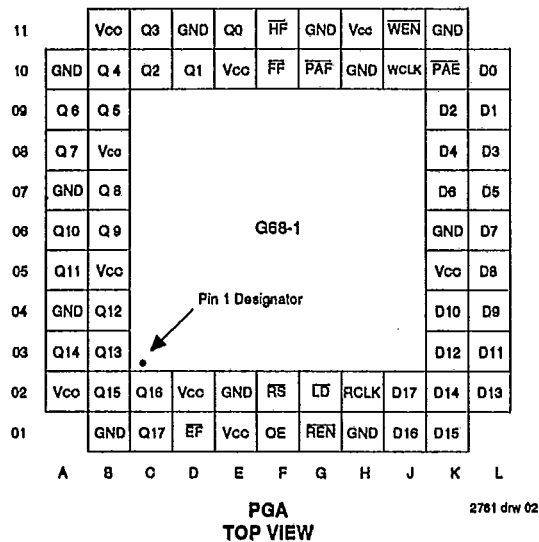 11 Vcc Q3 GND Q0 HF GND Vcc WEN GND
10 GND Q4 Q2 Q1 Vcc FF PAF GND WCLK PAE D0
09 Q6 Q5 D2 D1
08 Q7 Vcc D4 D3
07 GND Q8 D6 D5
06 Q10 Q9 G68-1 GND D7
05 Q11 Vcc Vcc D8
04 GND Q12 Pin 1 Designator D10 D9
03 Q14 Q13 D12 D11
02 Vcc Q15 Q16 Vcc GND RS LD RCLK D17 D14 D13
01 GND Q17 EF Vcc OE REN GND D16 D15
A B C D E F G H J K L
PGA
TOP VIEW
2761 drw 02